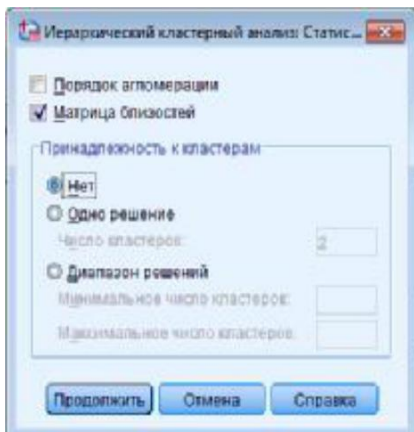 Иерархический кластерный анализ: Статис...
Порядок агломерации
Матрица близостей
Принадлежность к кластерам
Нет
Одно решение
Число кластеров: 2
Диапазон решений
Минимальное число кластеров:
Максимальное число кластеров:
Продолжить Отмена Справка